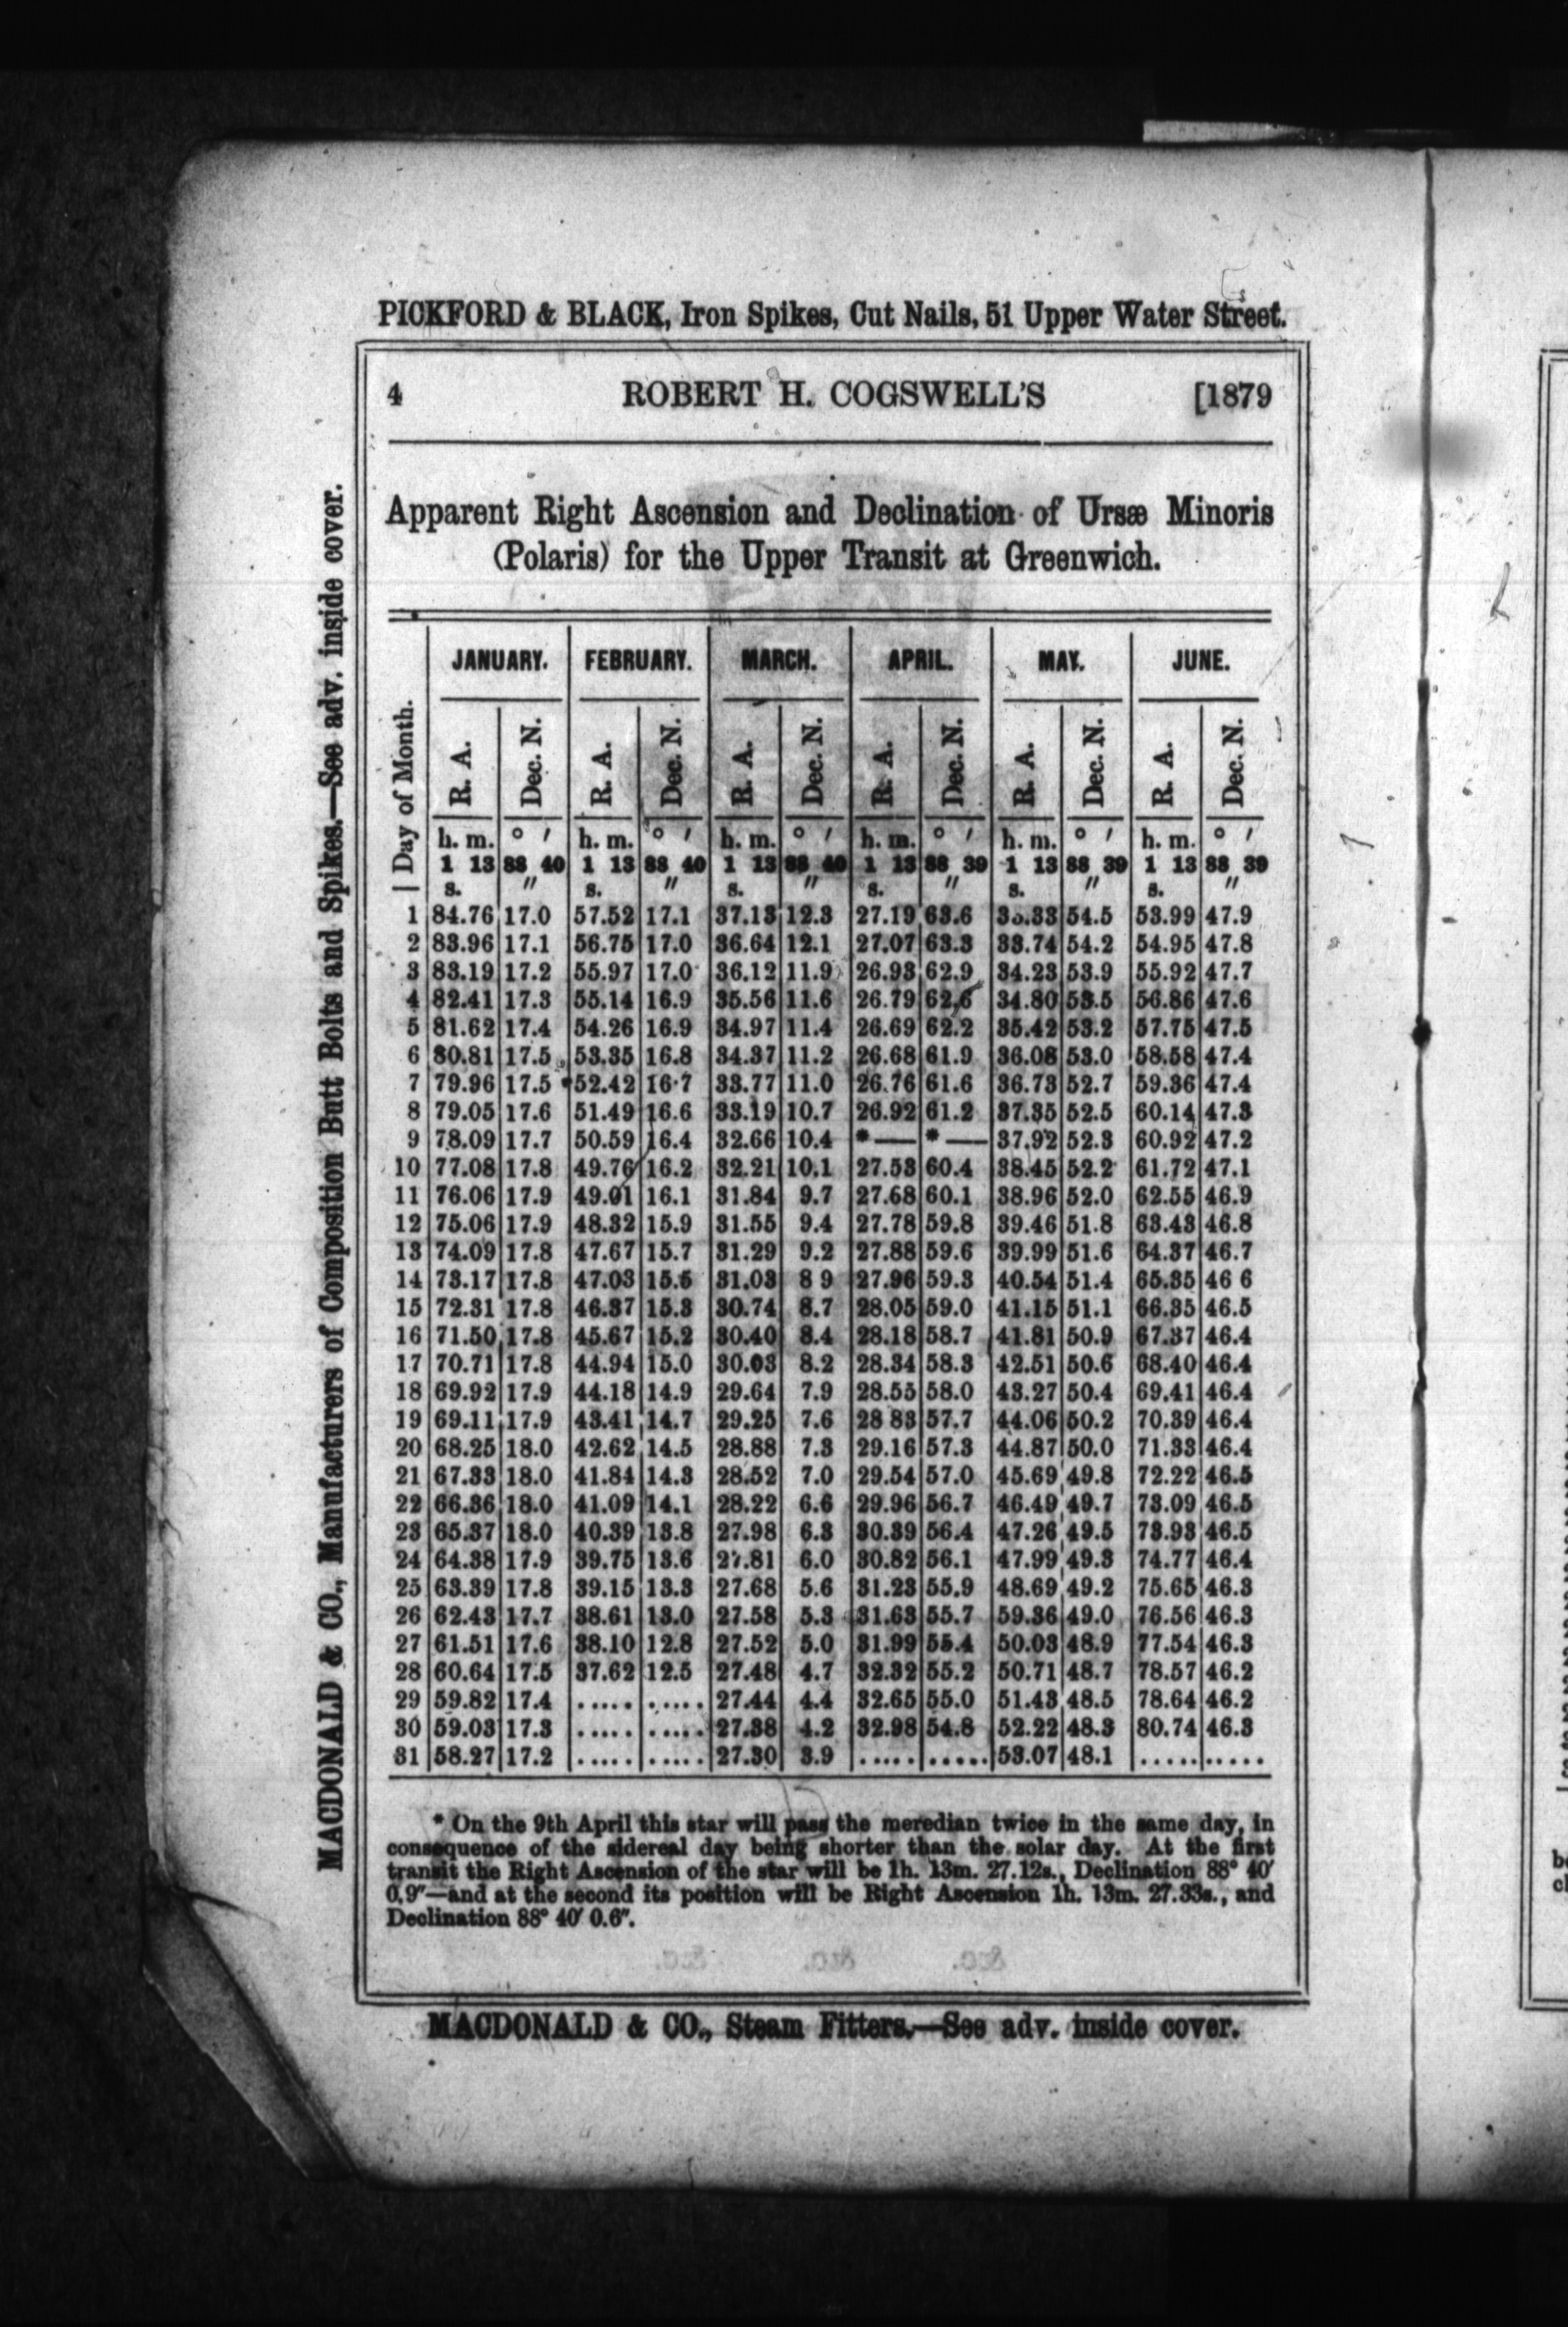 PICKFORD & BLACK, Iron Spikes, Cut Nails, 51 Upper Water Street.
4 ROBERT H. COGSWELL'S [1879
Apparent Right Ascension and Declination of Ursæ Minoris
(Polaris) for the Upper Transit at Greenwich.
JANUARY. FEBRUARY. MARCH. APRIL. MAY. JUNE.
Day of Month. R. A. Dec. N. R. A. Dec. N. R. A. Dec. N. R. A. Dec. N. R. A. Dec. N. R. A. Dec. N.
h. m. ° ′ h. m. ° ′ h. m. ° ′ h. m. ° ′ h. m. ° ′ h. m. ° ′
1 13 88 40 1 13 88 40 1 13 88 40 1 13 88 39 1 13 88 39 1 13 88 39
s. ″ s. ″ s. ″ s. ″ s. ″ s. ″
1 84.76 17.0 57.52 17.1 37.13 12.3 27.19 63.6 33.33 54.5 53.99 47.9
2 83.96 17.1 56.75 17.0 36.64 12.1 27.07 63.3 33.74 54.2 54.95 47.8
3 83.19 17.2 55.97 17.0 36.12 11.9 26.93 62.9 34.23 53.9 55.92 47.7
4 82.41 17.3 55.14 16.9 35.56 11.6 26.79 62.6 34.80 53.5 56.86 47.6
5 81.62 17.4 54.26 16.9 34.97 11.4 26.69 62.2 35.42 53.2 57.75 47.5
6 80.81 17.5 53.35 16.8 34.37 11.2 26.68 61.9 36.08 53.0 58.58 47.4
7 79.96 17.5 52.42 16·7 33.77 11.0 26.76 61.6 36.73 52.7 59.36 47.4
8 79.05 17.6 51.49 16.6 33.19 10.7 26.92 61.2 37.35 52.5 60.14 47.3
9 78.09 17.7 50.59 16.4 32.66 10.4 *— *— 37.92 52.3 60.92 47.2
10 77.08 17.8 49.76 16.2 32.21 10.1 27.53 60.4 38.45 52.2 61.72 47.1
11 76.06 17.9 49.01 16.1 31.84 9.7 27.68 60.1 38.96 52.0 62.55 46.9
12 75.06 17.9 48.32 15.9 31.55 9.4 27.78 59.8 39.46 51.8 63.43 46.8
13 74.09 17.8 47.67 15.7 31.29 9.2 27.88 59.6 39.99 51.6 64.37 46.7
14 73.17 17.8 47.03 15.5 31.03 8 9 27.96 59.3 40.54 51.4 65.35 46 6
15 72.31 17.8 46.37 15.3 30.74 8.7 28.05 59.0 41.15 51.1 66.35 46.5
16 71.50 17.8 45.67 15.2 30.40 8.4 28.18 58.7 41.81 50.9 67.37 46.4
17 70.71 17.8 44.94 15.0 30.03 8.2 28.34 58.3 42.51 50.6 68.40 46.4
18 69.92 17.9 44.18 14.9 29.64 7.9 28.55 58.0 43.27 50.4 69.41 46.4
19 69.11 17.9 43.41 14.7 29.25 7.6 28 83 57.7 44.06 50.2 70.39 46.4
20 68.25 18.0 42.62 14.5 28.88 7.3 29.16 57.3 44.87 50.0 71.33 46.4
21 67.33 18.0 41.84 14.3 28.52 7.0 29.54 57.0 45.69 49.8 72.22 46.5
22 66.36 18.0 41.09 14.1 28.22 6.6 29.96 56.7 46.49 49.7 73.09 46.5
23 65.37 18.0 40.39 13.8 27.98 6.3 30.39 56.4 47.26 49.5 73.93 46.5
24 64.38 17.9 39.75 13.6 27.81 6.0 30.82 56.1 47.99 49.3 74.77 46.4
25 63.39 17.8 39.15 13.3 27.68 5.6 31.23 55.9 48.69 49.2 75.65 46.3
26 62.43 17.7 38.61 13.0 27.58 5.3 31.63 55.7 59.36 49.0 76.56 46.3
27 61.51 17.6 38.10 12.8 27.52 5.0 31.99 55.4 50.03 48.9 77.54 46.3
28 60.64 17.5 37.62 12.5 27.48 4.7 32.32 55.2 50.71 48.7 78.57 46.2
29 59.82 17.4 ..... ..... 27.44 4.4 32.65 55.0 51.43 48.5 78.64 46.2
30 59.03 17.3 ..... ..... 27.38 4.2 32.98 54.8 52.22 48.3 80.74 46.3
31 58.27 17.2 ..... ..... 27.30 3.9 ..... ..... 53.07 48.1 ..... .....
* On the 9th April this star will pass the meredian twice in the same day, in
consequence of the sidereal day being shorter than the solar day. At the first
transit the Right Ascension of the star will be 1h. 13m. 27.12s., Declination 88° 40′
0.9″—and at the second its position will be Right Ascension 1h. 13m. 27.33s., and
Declination 88° 40′ 0.6″.
MACDONALD & CO., Steam Fitters.—See adv. inside cover.
MACDONALD & CO., Manufacturers of Composition Butt Bolts and Spikes.—See adv. inside cover.